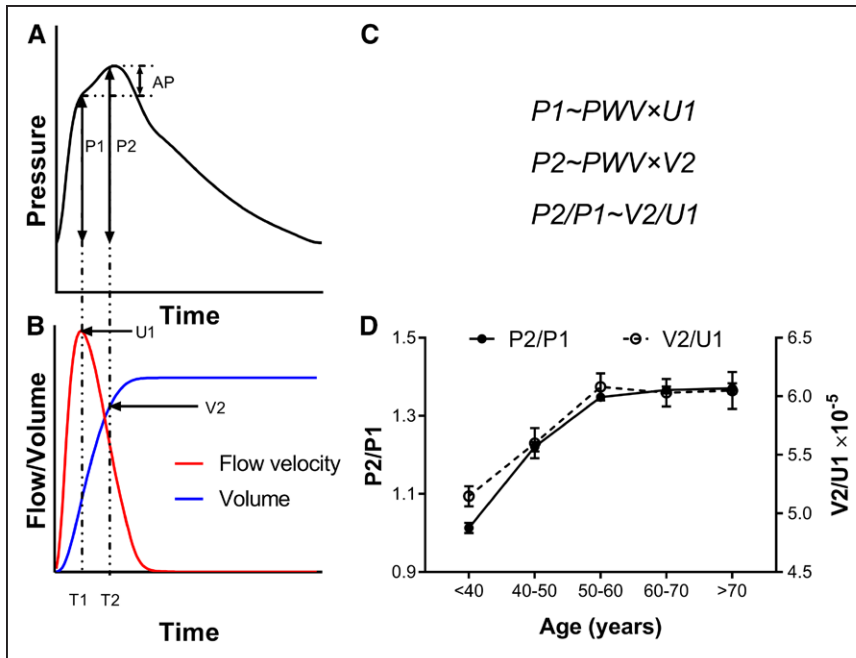 A
Pressure
P1
P2
AP
Time
B
Flow/Volume
U1
V2
Flow velocity
Volume
T1
T2
Time
C
P1~PWV×U1
P2~PWV×V2
P2/P1~V2/U1
D
P2/P1
V2/U1
P2/P1
1.5
1.3
1.1
0.9
6.5
6.0
5.5
5.0
4.5
V2/U1 ×10-5
<40
40-50
50-60
60-70
>70
Age (years)